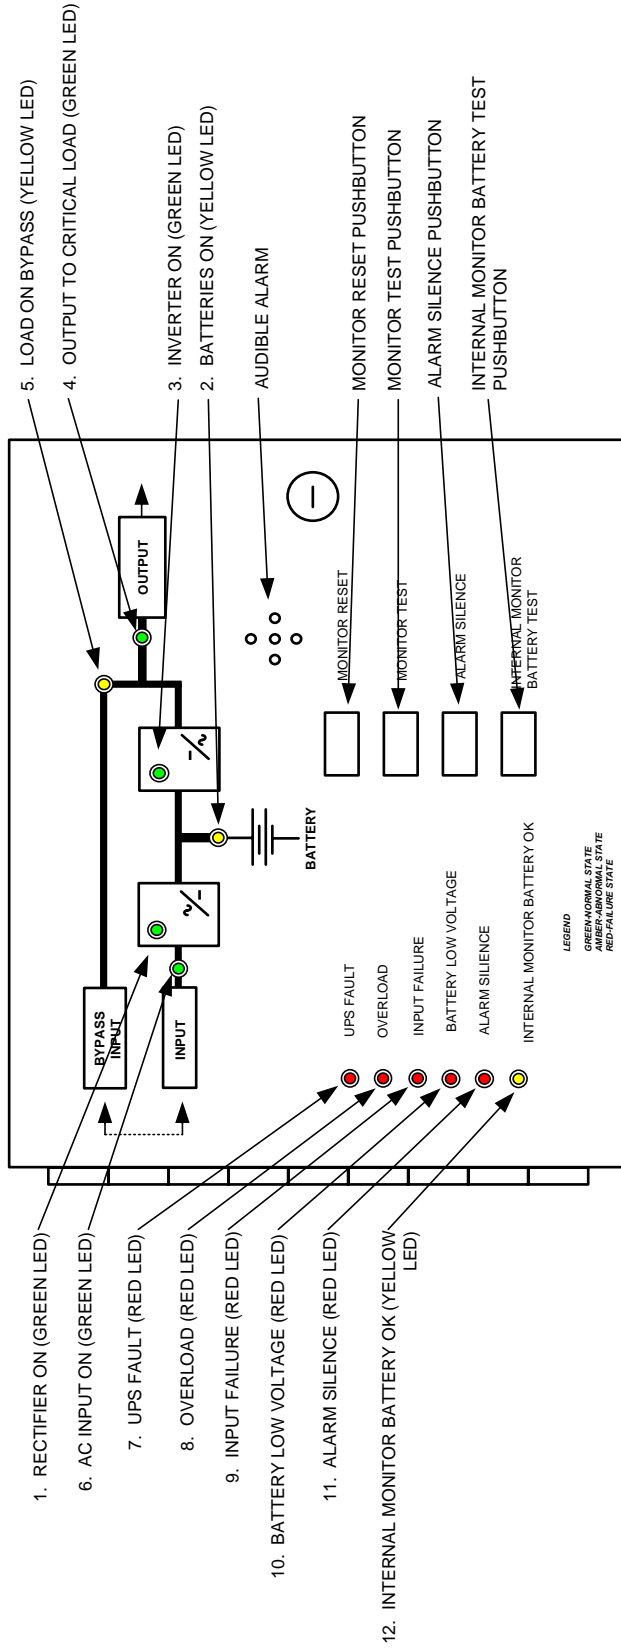 5. LOAD ON BYPASS (YELLOW LED)
4. OUTPUT TO CRITICAL LOAD (GREEN LED)
3. INVERTER ON (GREEN LED)
2. BATTERIES ON (YELLOW LED)
AUDIBLE ALARM
MONITOR RESET PUSHBUTTON
MONITOR TEST PUSHBUTTON
ALARM SILENCE PUSHBUTTON
INTERNAL MONITOR BATTERY TEST
PUSHBUTTON
OUTPUT
BYPASS
INPUT
INPUT
BATTERY
MONITOR RESET
MONITOR TEST
ALARM SILENCE
INTERNAL MONITOR
BATTERY TEST
UPS FAULT
OVERLOAD
INPUT FAILURE
BATTERY LOW VOLTAGE
ALARM SILIENCE
INTERNAL MONITOR BATTERY OK
LEGEND
GREEN-NORMAL STATE
AMBER-ABNORMAL STATE
RED-FAILURE STATE
1. RECTIFIER ON (GREEN LED)
6. AC INPUT ON (GREEN LED)
7. UPS FAULT (RED LED)
8. OVERLOAD (RED LED)
9. INPUT FAILURE (RED LED)
10. BATTERY LOW VOLTAGE (RED LED)
11. ALARM SILENCE (RED LED)
12. INTERNAL MONITOR BATTERY OK (YELLOW
LED)